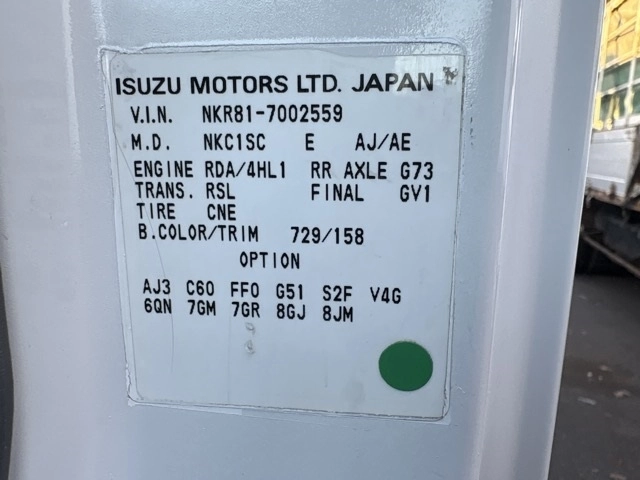 ISUZU MOTORS LTD. JAPAN
V.I.N. NKR81-7002559
M.D. NKC1SC E AJ/AE
ENGINE RDA/4HL1 RR AXLE G73
TRANS. RSL FINAL GV1
TIRE CNE
B.COLOR/TRIM 729/158
OPTION
AJ3 C60 FF0 G51 S2F V4G
6QN 7GM 7GR 8GJ 8JM